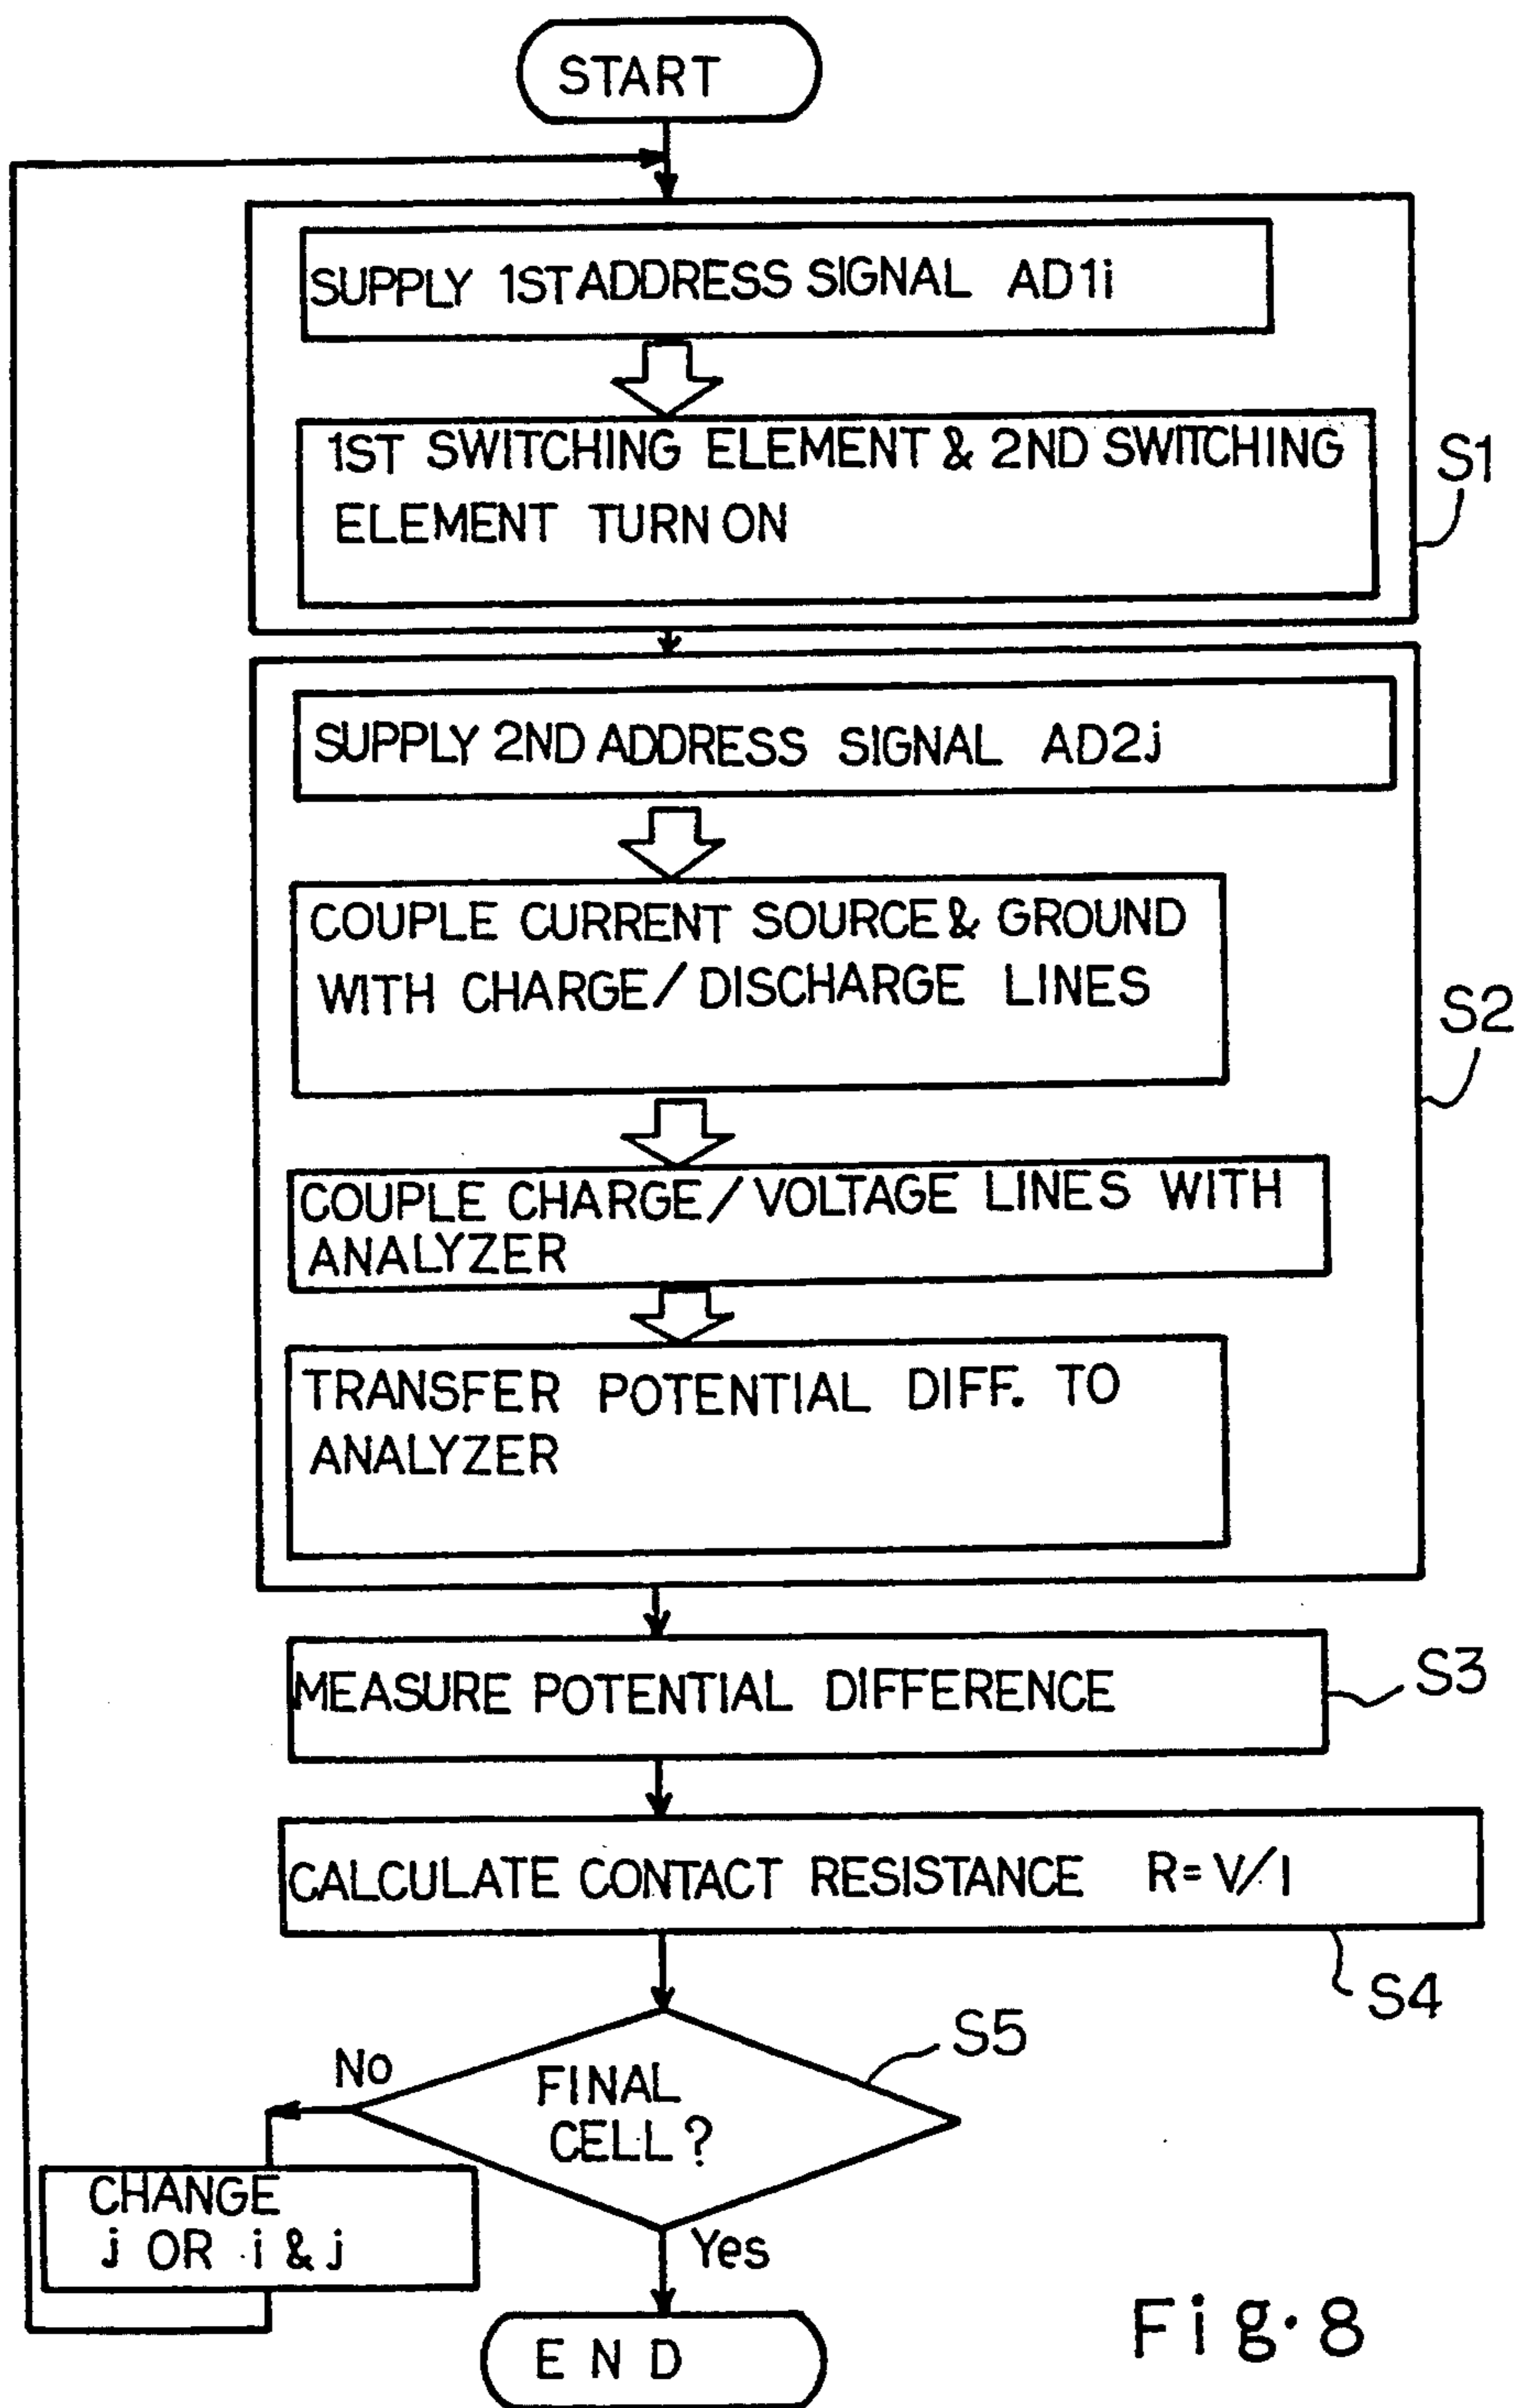 START
SUPPLY 1ST ADDRESS SIGNAL AD1i
1ST SWITCHING ELEMENT & 2ND SWITCHING
ELEMENT TURN ON
S1
SUPPLY 2ND ADDRESS SIGNAL AD2j
COUPLE CURRENT SOURCE & GROUND
WITH CHARGE/DISCHARGE LINES
S2
COUPLE CHARGE/VOLTAGE LINES WITH
ANALYZER
TRANSFER POTENTIAL DIFF. TO
ANALYZER
MEASURE POTENTIAL DIFFERENCE
S3
CALCULATE CONTACT RESISTANCE R=V/I
S4
S5
No
FINAL
CELL?
CHANGE
j OR i & j
Yes
END
Fig. 8